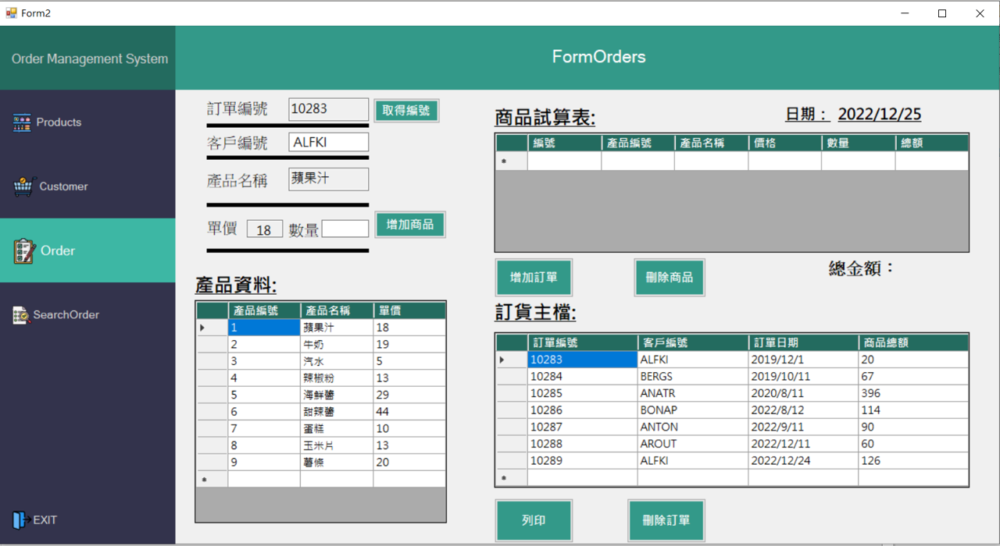 Form2
Order Management System
FormOrders
Products
Customer
Order
SearchOrder
EXIT
訂單編號 10283 取得編號
客戶編號 ALFKI
產品名稱 蘋果汁
單價 18 數量 增加商品
產品資料:
產品編號 產品名稱 單價
1 蘋果汁 18
2 牛奶 19
3 汽水 5
4 辣椒粉 13
5 海鮮醬 29
6 甜辣醬 44
7 蛋糕 10
8 玉米片 13
9 薯條 20
商品試算表: 日期： 2022/12/25
編號 產品編號 產品名稱 價格 數量 總額
增加訂單 刪除商品 總金額：
訂貨主檔:
訂單編號 客戶編號 訂單日期 商品總額
10283 ALFKI 2019/12/1 20
10284 BERGS 2019/10/11 67
10285 ANATR 2020/8/11 396
10286 BONAP 2022/8/12 114
10287 ANTON 2022/9/11 90
10288 AROUT 2022/12/11 60
10289 ALFKI 2022/12/24 126
列印 刪除訂單